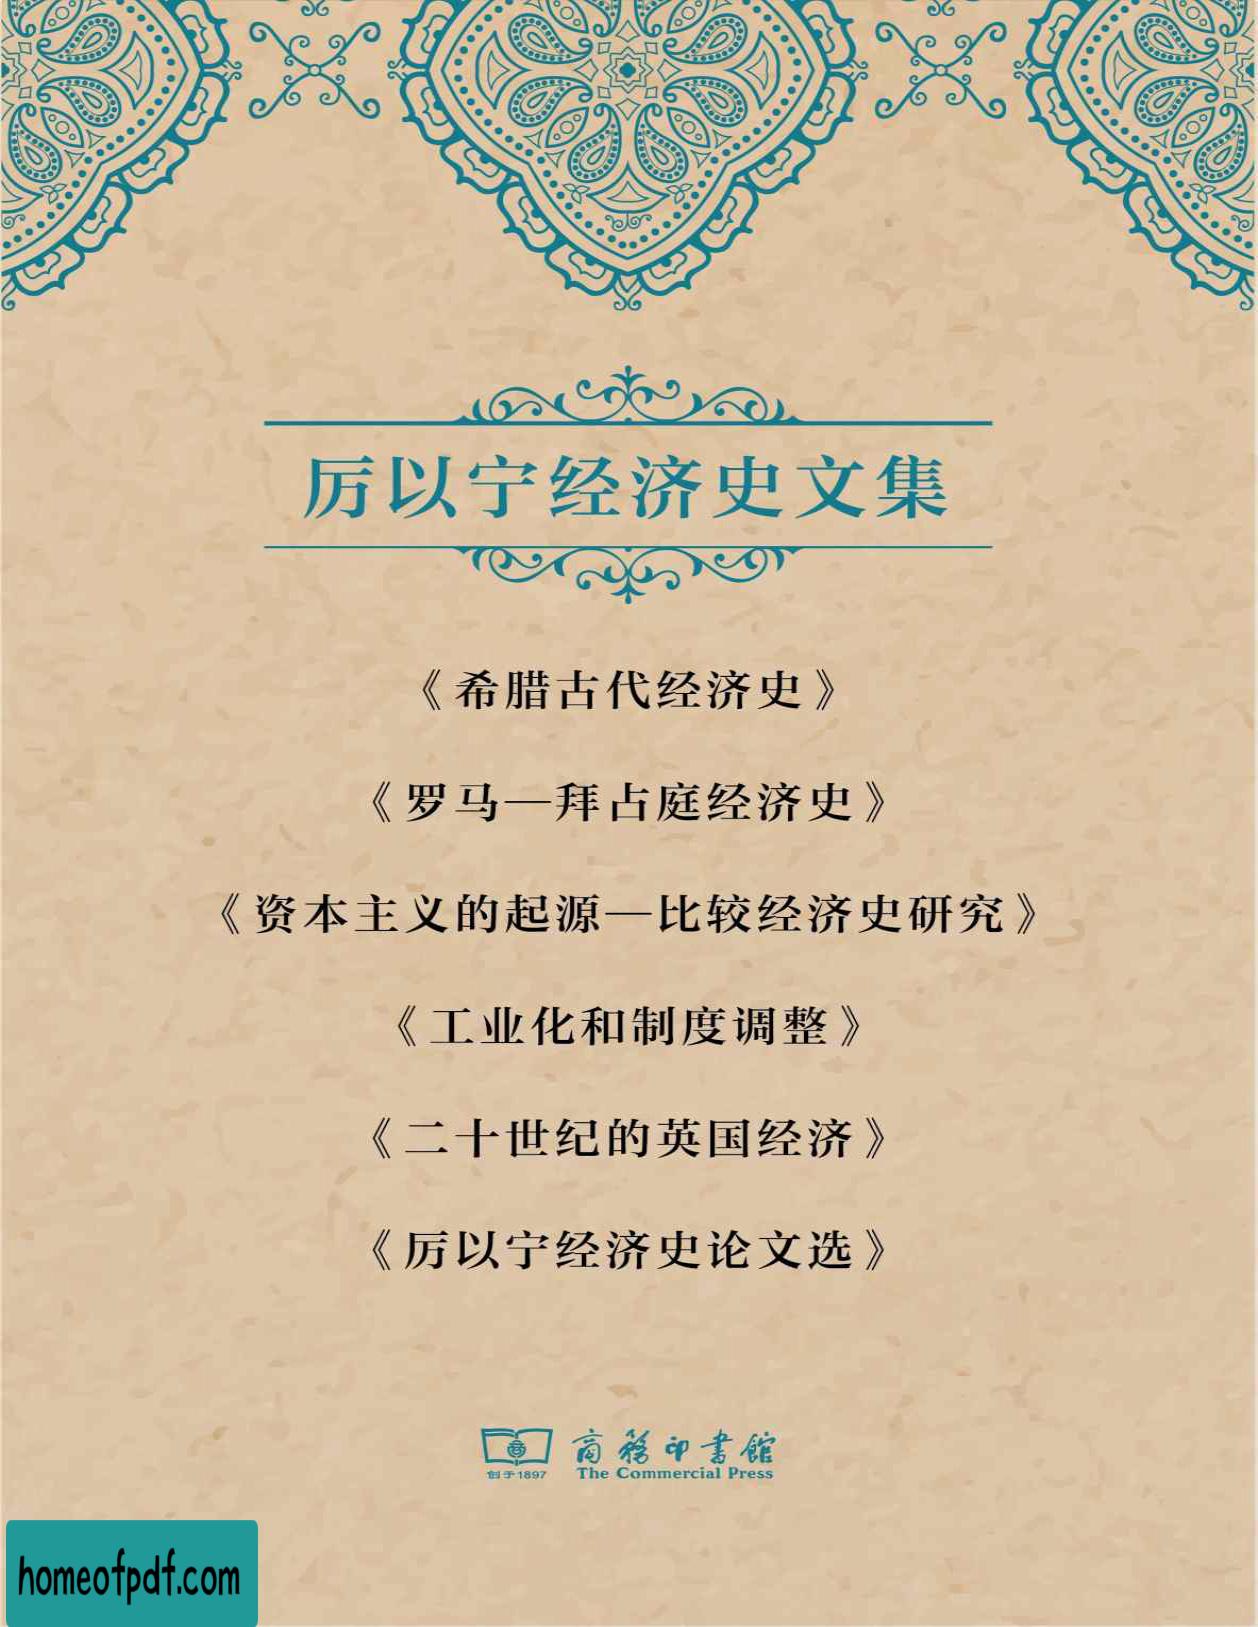 厉以宁经济史文集
《希腊古代经济史》
《罗马—拜占庭经济史》
《资本主义的起源—比较经济史研究》
《工业化和制度调整》
《二十世纪的英国经济》
《厉以宁经济史论文选》
商務印書館
创于1897 The Commercial Press
homeofpdf.com